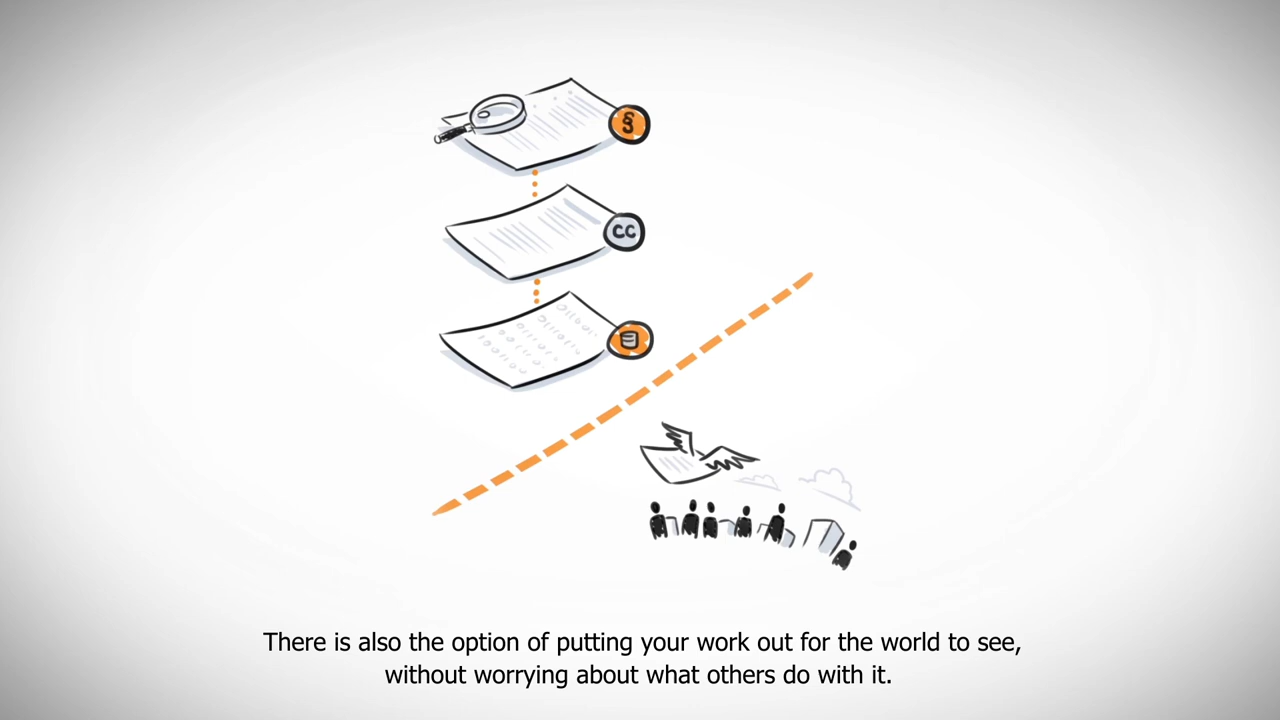 §
CC
There is also the option of putting your work out for the world to see,
without worrying about what others do with it.